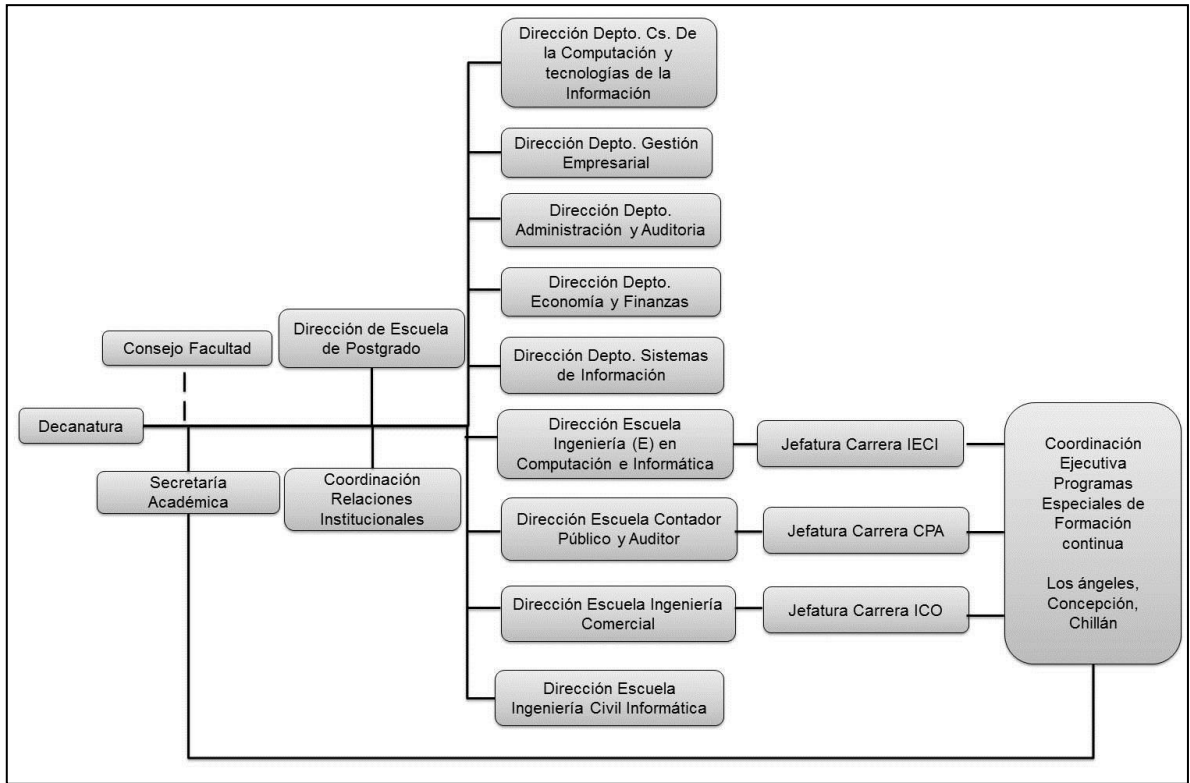 Dirección Depto. Cs. De
la Computación y
tecnologías de la
Información
Dirección Depto. Gestión
Empresarial
Dirección Depto.
Administración y Auditoria
Dirección Depto.
Economía y Finanzas
Dirección Depto. Sistemas
de Información
Consejo Facultad
Dirección de Escuela
de Postgrado
Decanatura
Secretaría
Académica
Coordinación
Relaciones
Institucionales
Dirección Escuela
Ingeniería (E) en
Computación e Informática
Jefatura Carrera IECI
Dirección Escuela Contador
Público y Auditor
Jefatura Carrera CPA
Dirección Escuela Ingeniería
Comercial
Jefatura Carrera ICO
Dirección Escuela
Ingeniería Civil Informática
Coordinación
Ejecutiva
Programas
Especiales de
Formación
continua
Los ángeles,
Concepción,
Chillán